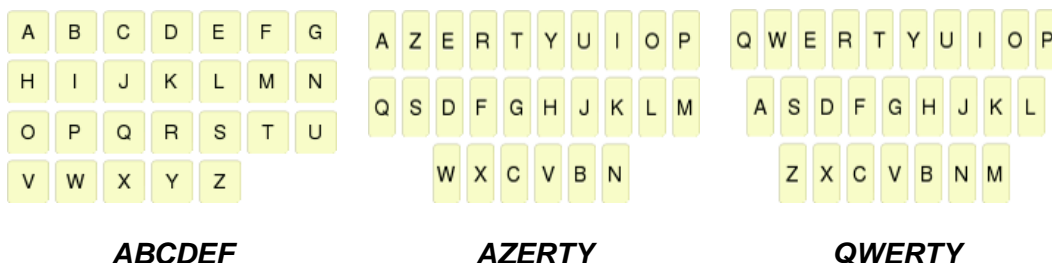 A B C D E F G
H I J K L M N
O P Q R S T U
V W X Y Z
ABCDEF
A Z E R T Y U I O P
Q S D F G H J K L M
W X C V B N
AZERTY
Q W E R T Y U I O P
A S D F G H J K L
Z X C V B N M
QWERTY